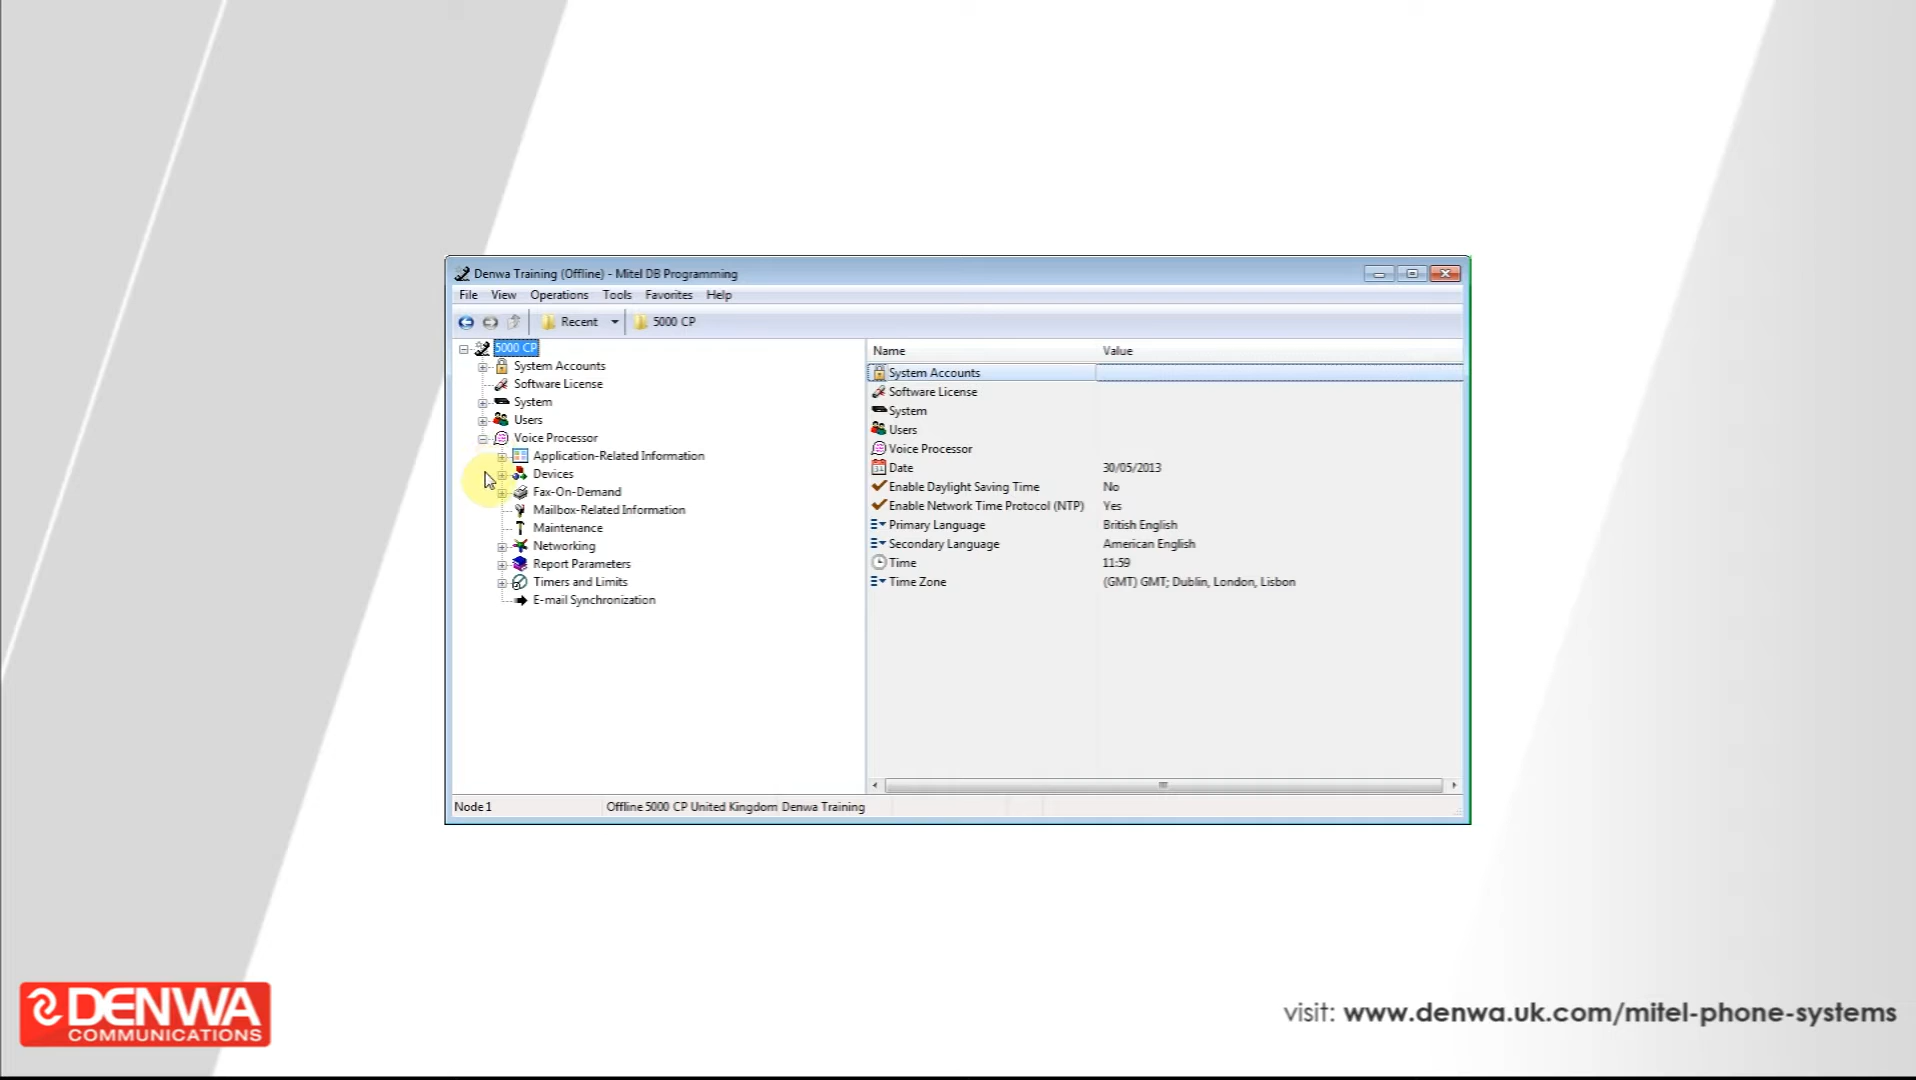 Denwa Training (Offline) - Mitel DB Programming
File View Operations Tools Favorites Help
Recent 5000 CP
5000 CP
System Accounts
Software License
System
Users
Voice Processor
Application-Related Information
Devices
Fax-On-Demand
Mailbox-Related Information
Maintenance
Networking
Report Parameters
Timers and Limits
E-mail Synchronization
Name Value
System Accounts
Software License
System
Users
Voice Processor
Date 30/05/2013
Enable Daylight Saving Time No
Enable Network Time Protocol (NTP) Yes
Primary Language British English
Secondary Language American English
Time 11:59
Time Zone (GMT) GMT; Dublin, London, Lisbon
Node 1 Offline 5000 CP United Kingdom Denwa Training
DENWA
COMMUNICATIONS
visit: www.denwa.uk.com/mitel-phone-systems